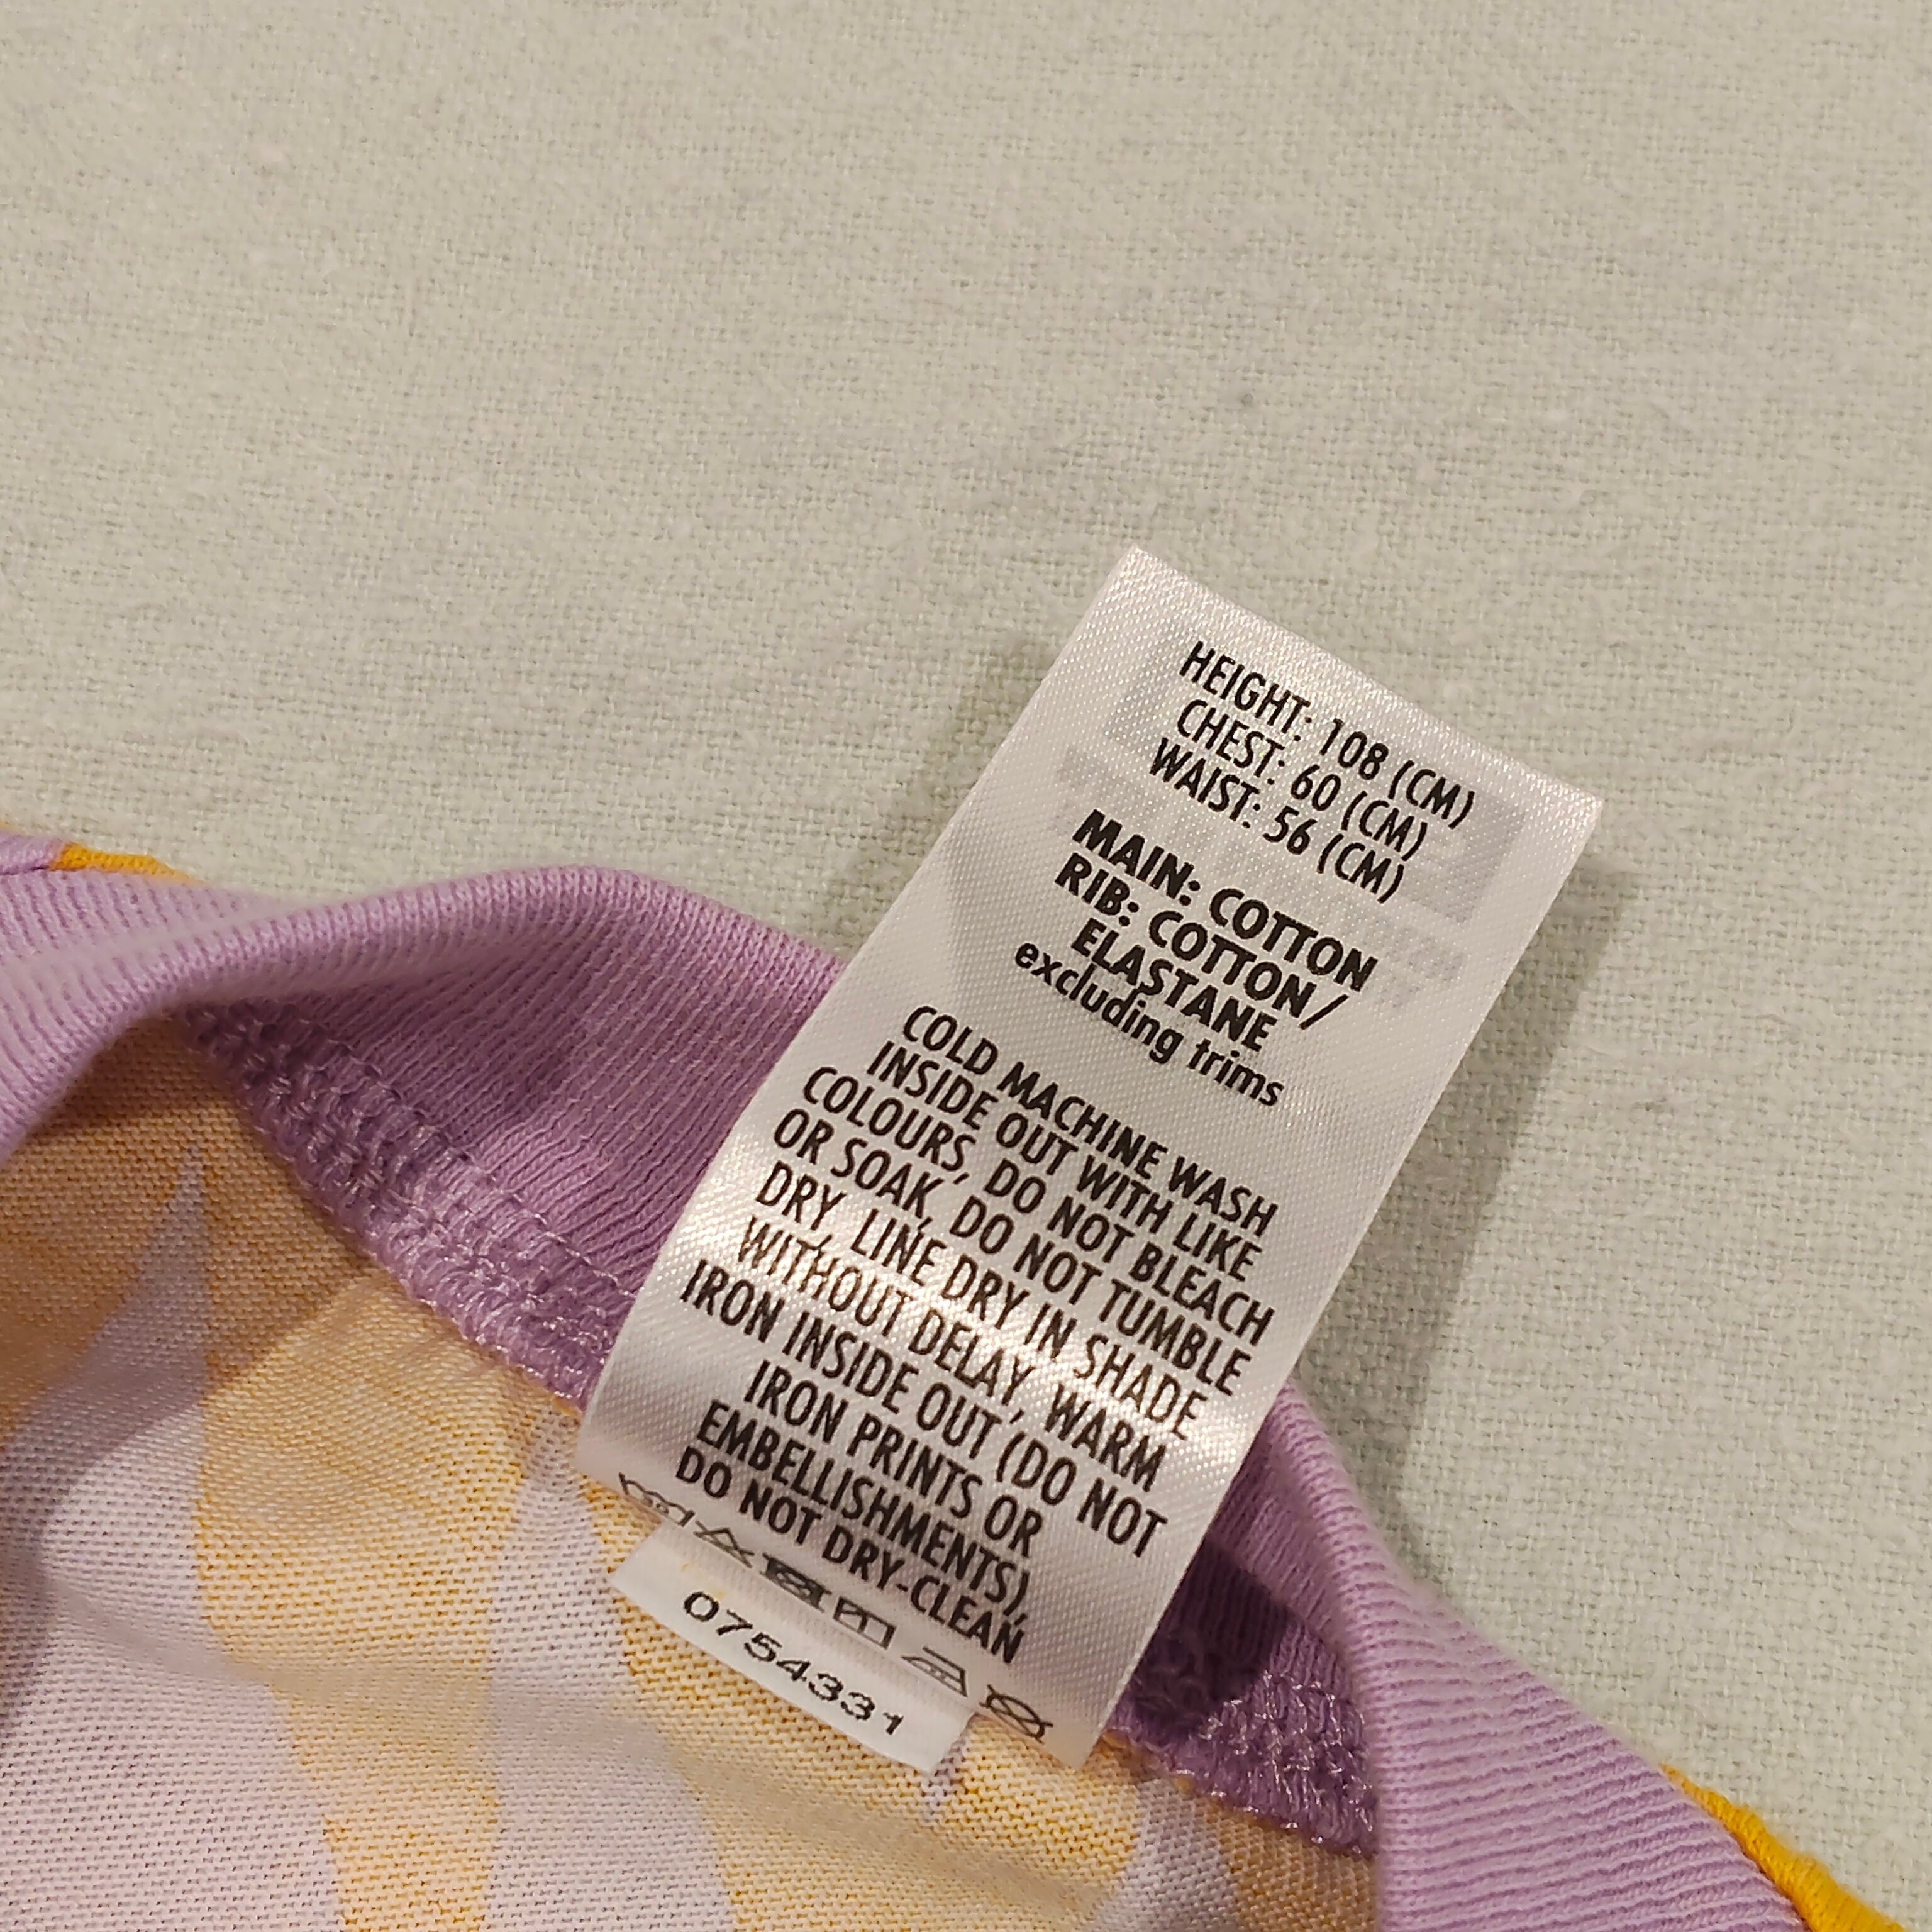 HEIGHT: 108 (CM)
CHEST: 60 (CM)
WAIST: 56 (CM)
MAIN: COTTON
RIB: COTTON/
ELASTANE
excluding trims
COLD MACHINE WASH
INSIDE OUT WITH LIKE
COLOURS, DO NOT BLEACH
OR SOAK, DO NOT TUMBLE
DRY, LINE DRY IN SHADE
WITHOUT DELAY, WARM
IRON INSIDE OUT (DO NOT
IRON PRINTS OR
EMBELLISHMENTS),
DO NOT DRY-CLEAN
0754331